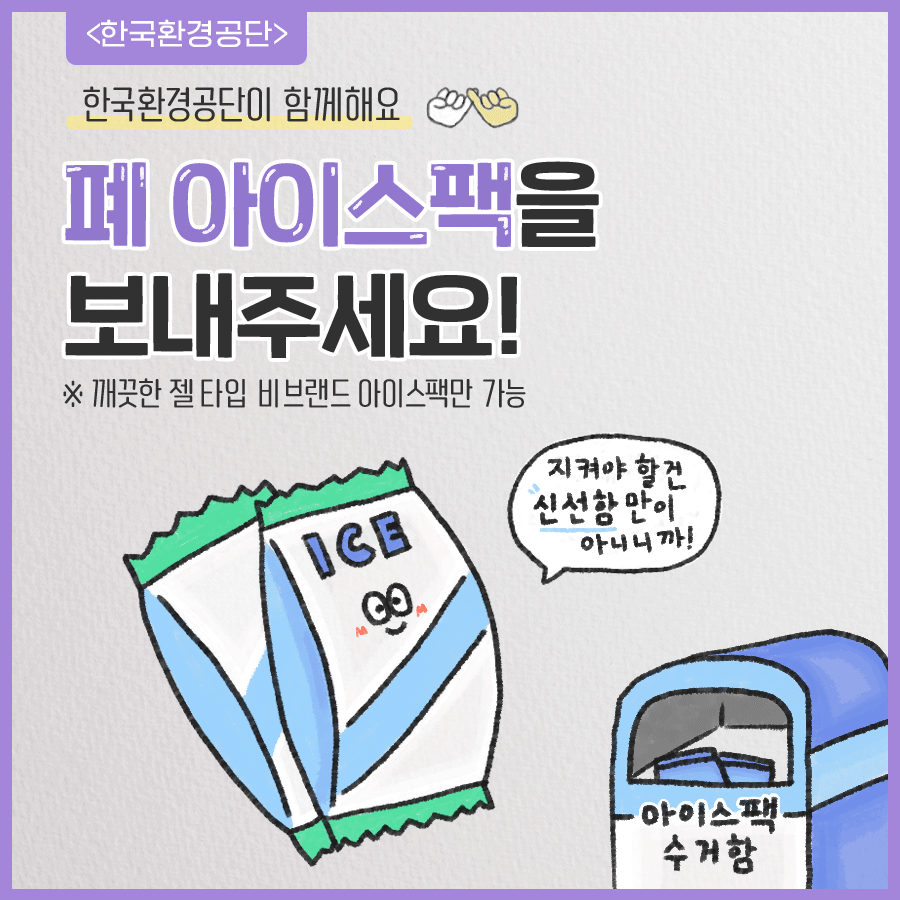 <한국환경공단>
한국환경공단이 함께해요
폐 아이스팩을
보내주세요!
※ 깨끗한 젤 타입 비브랜드 아이스팩만 가능
지켜야 할건
신선함만이
아니니까!
ICE
아이스팩
수거함